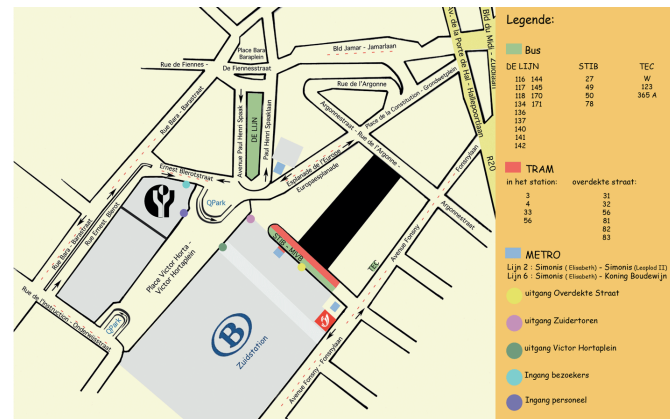 Place Bara
Baraplein
Bld Jamar - Jamarlaan
Av. de la Porte de Hal - Hallepoortlaan
Bld du Midi - Zuidlaan
Rue de Fiennes -
De Fiennesstraat
Rue de l'Argonne
Rue Bara - Barastraat
Avenue Paul Henri Spaak
DE LIJN
Paul Henri Spaaklaan
Place de la Constitution - Grondwetplein
Argonnestraat - Rue de l'Argonne
Esplanade de l'Europe
Europaesplanade
Fonsnylaan
R20
Ernest Blerotstraat
QPark
Argonnestraat
Rue Bara - Barastraat
Rue Ernest Blerot
Place Victor Horta -
Victor Hortaplein
STIB - MIVB
TEC
Avenue Fonsny
Rue de l'Instruction - Onderwijsstraat
QPark
B
Zuidstation
Avenue Fonsny - Fonsnylaan
Legende:
Bus
DE LIJN STIB TEC
116 144 27 W
117 145 49 123
118 170 50 365 A
134 171 78
136
137
140
141
142
TRAM
in het station: overdekte straat:
3 31
4 32
33 56
56 81
82
83
METRO
Lijn 2 : Simonis ( Elisabeth) - Simonis (Leopold II)
Lijn 6 : Simonis ( Elisabeth) - Koning Boudewijn
uitgang Overdekte Straat
uitgang Zuidertoren
uitgang Victor Hortaplein
Ingang bezoekers
Ingang personeel